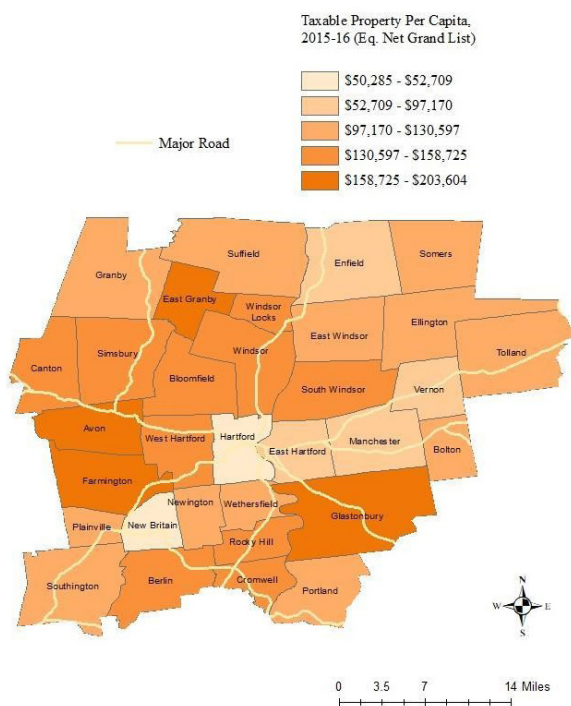 Taxable Property Per Capita,
2015-16 (Eq. Net Grand List)
$50,285 - $52,709
$52,709 - $97,170
Major Road
$97,170 - $130,597
$130,597 - $158,725
$158,725 - $203,604
Suffield
Enfield
Somers
Granby
East Granby
Windsor
Locks
East Windsor
Ellington
Tolland
Canton
Simsbury
Bloomfield
Windsor
South Windsor
Vernon
Avon
West Hartford
Hartford
East Hartford
Manchester
Bolton
Farmington
Newington
Wethersfield
Glastonbury
Plainville
New Britain
Rocky Hill
Southington
Berlin
Cromwell
Portland
N
W
E
S
0 3.5 7 14 Miles